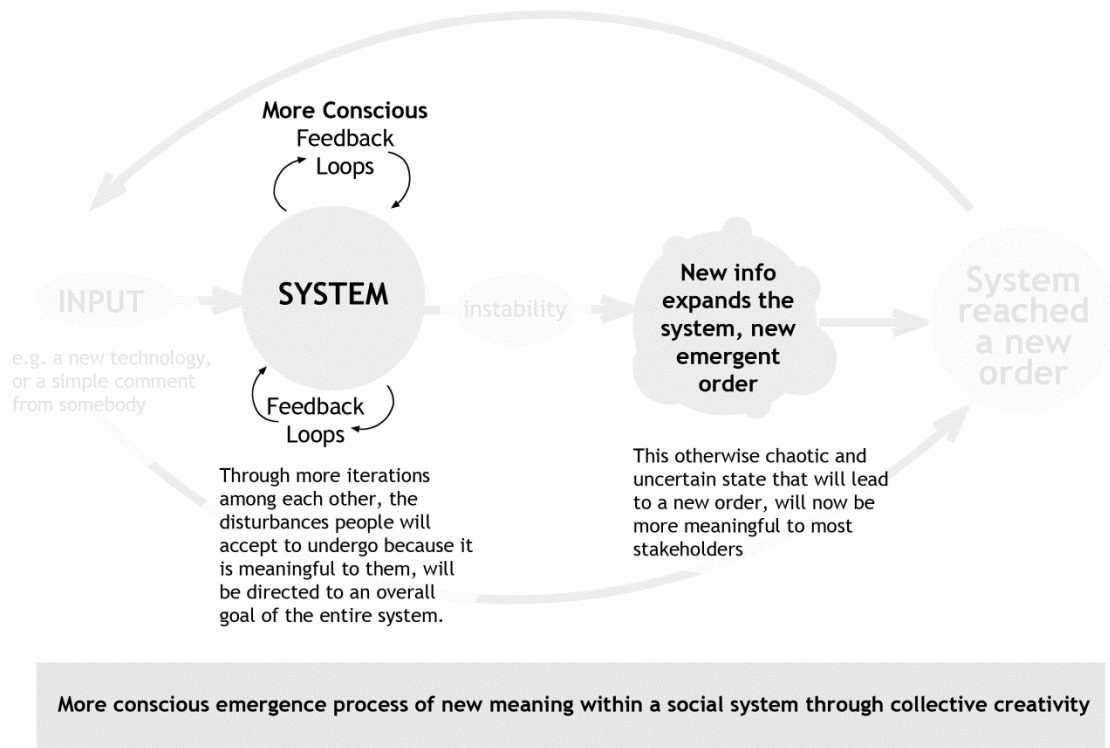 More Conscious
Feedback
Loops
INPUT
e.g. a new technology,
or a simple comment
from somebody
SYSTEM
Feedback
Loops
Through more iterations
among each other, the
disturbances people will
accept to undergo because it
is meaningful to them, will
be directed to an overall
goal of the entire system.
instability
New info
expands the
system, new
emergent
order
This otherwise chaotic and
uncertain state that will lead
to a new order, will now be
more meaningful to most
stakeholders
System
reached
a new
order
More conscious emergence process of new meaning within a social system through collective creativity